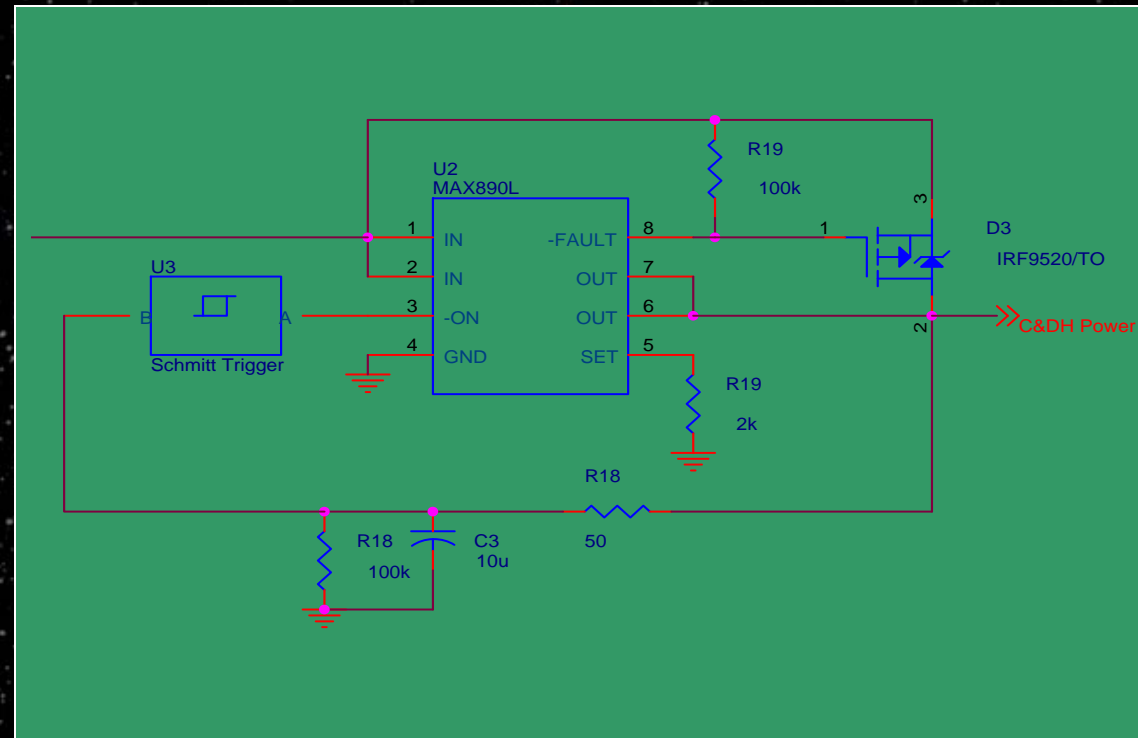 R19
100k
U2
MAX890L
1
IN
-FAULT
8
1
3
D3
IRF9520/TO
2
IN
OUT
7
U3
B
A
3
-ON
OUT
6
2
C&DH Power
Schmitt Trigger
4
GND
SET
5
R19
2k
R18
50
R18
100k
C3
10u